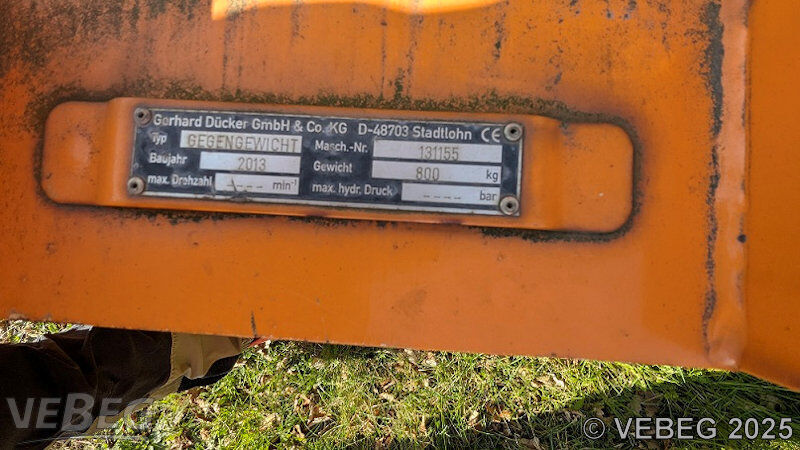 Gerhard Dücker GmbH & Co. KG D-48703 Stadtlohn CE
Typ GEGENGEWICHT Masch.-Nr. 131155
Baujahr 2013 Gewicht 800 kg
max. Drehzahl ---- min⁻¹ max. hydr. Druck ---- bar
VEBEG
© VEBEG 2025